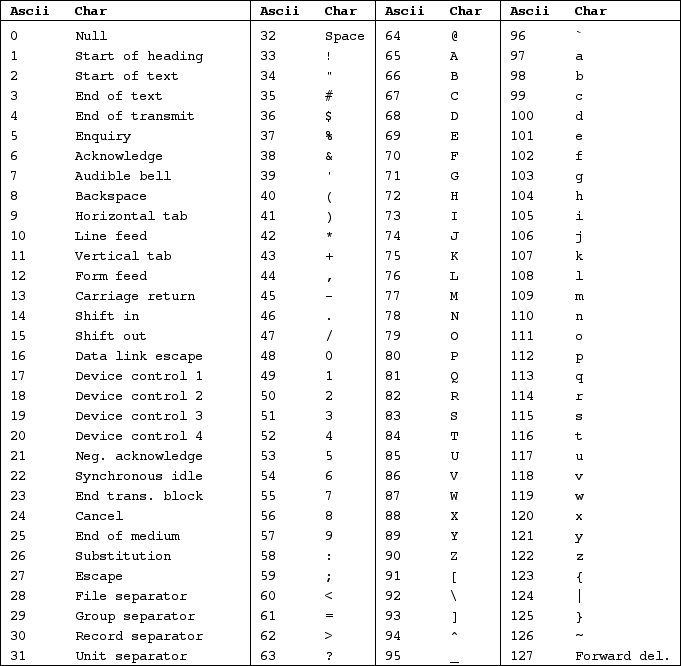 Ascii Char Ascii Char Ascii Char Ascii Char
0 Null 32 Space 64 @ 96 `
1 Start of heading 33 ! 65 A 97 a
2 Start of text 34 " 66 B 98 b
3 End of text 35 # 67 C 99 c
4 End of transmit 36 $ 68 D 100 d
5 Enquiry 37 % 69 E 101 e
6 Acknowledge 38 & 70 F 102 f
7 Audible bell 39 ' 71 G 103 g
8 Backspace 40 ( 72 H 104 h
9 Horizontal tab 41 ) 73 I 105 i
10 Line feed 42 * 74 J 106 j
11 Vertical tab 43 + 75 K 107 k
12 Form feed 44 , 76 L 108 l
13 Carriage return 45 - 77 M 109 m
14 Shift in 46 . 78 N 110 n
15 Shift out 47 / 79 O 111 o
16 Data link escape 48 0 80 P 112 p
17 Device control 1 49 1 81 Q 113 q
18 Device control 2 50 2 82 R 114 r
19 Device control 3 51 3 83 S 115 s
20 Device control 4 52 4 84 T 116 t
21 Neg. acknowledge 53 5 85 U 117 u
22 Synchronous idle 54 6 86 V 118 v
23 End trans. block 55 7 87 W 119 w
24 Cancel 56 8 88 X 120 x
25 End of medium 57 9 89 Y 121 y
26 Substitution 58 : 90 Z 122 z
27 Escape 59 ; 91 [ 123 {
28 File separator 60 < 92 \ 124 |
29 Group separator 61 = 93 ] 125 }
30 Record separator 62 > 94 ^ 126 ~
31 Unit separator 63 ? 95 _ 127 Forward del.